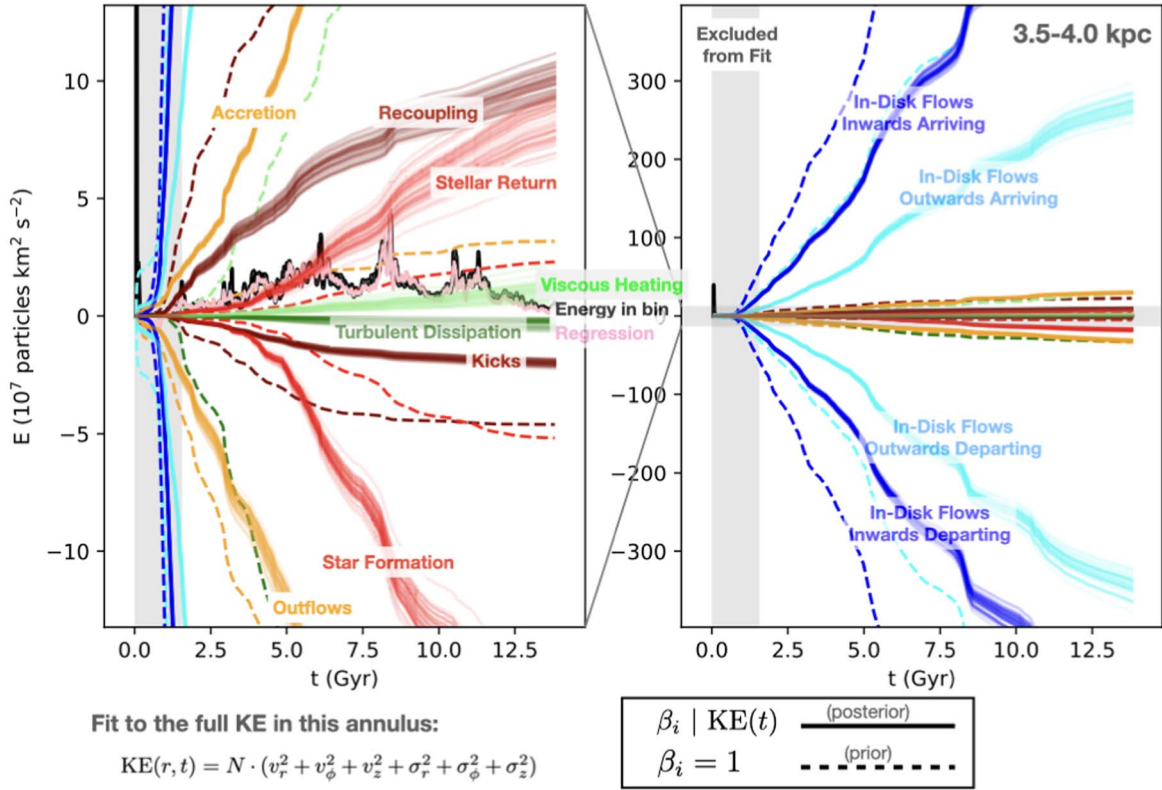 10
5
0
−5
−10
E (10⁷ particles km² s⁻²)
0.0 2.5 5.0 7.5 10.0 12.5
t (Gyr)
Accretion
Recoupling
Stellar Return
Viscous Heating
Energy in bin
Turbulent Dissipation
Regression
Kicks
Star Formation
Outflows
300
200
100
0
−100
−200
−300
0.0 2.5 5.0 7.5 10.0 12.5
t (Gyr)
Excluded
from Fit
3.5-4.0 kpc
In-Disk Flows
Inwards Arriving
In-Disk Flows
Outwards Arriving
In-Disk Flows
Outwards Departing
In-Disk Flows
Inwards Departing
Fit to the full KE in this annulus:
KE(r, t) = N · (v_r² + v_ϕ² + v_z² + σ_r² + σ_ϕ² + σ_z²)
β_i | KE(t) (posterior)
β_i = 1 (prior)